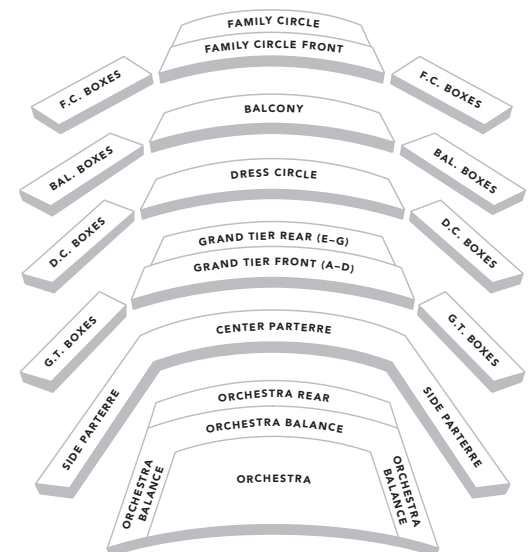 FAMILY CIRCLE
FAMILY CIRCLE FRONT
F.C. BOXES
F.C. BOXES
BALCONY
BAL. BOXES
BAL. BOXES
DRESS CIRCLE
D.C. BOXES
D.C. BOXES
GRAND TIER REAR (E–G)
GRAND TIER FRONT (A–D)
G.T. BOXES
G.T. BOXES
CENTER PARTERRE
SIDE PARTERRE
SIDE PARTERRE
ORCHESTRA REAR
ORCHESTRA BALANCE
ORCHESTRA
BALANCE
ORCHESTRA
ORCHESTRA
BALANCE